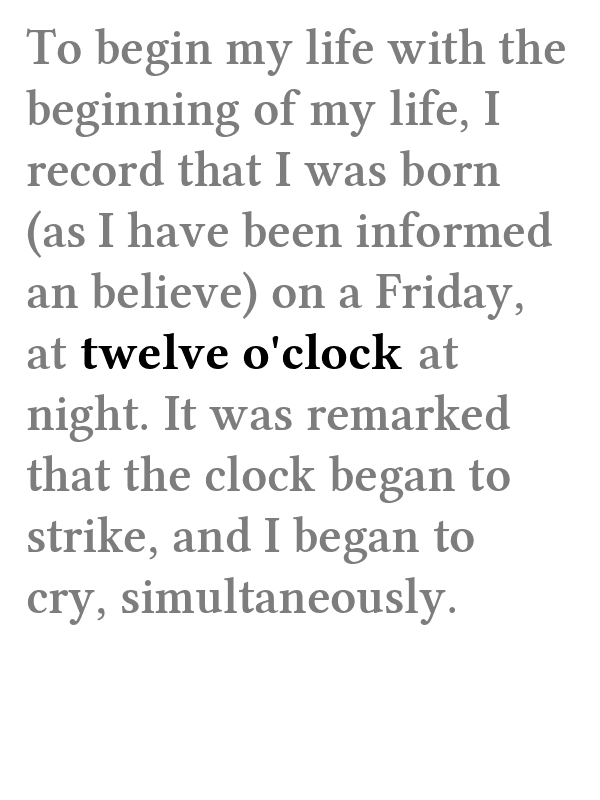 To begin my life with the
beginning of my life, I
record that I was born
(as I have been informed
an believe) on a Friday,
at twelve o'clock at
night. It was remarked
that the clock began to
strike, and I began to
cry, simultaneously.